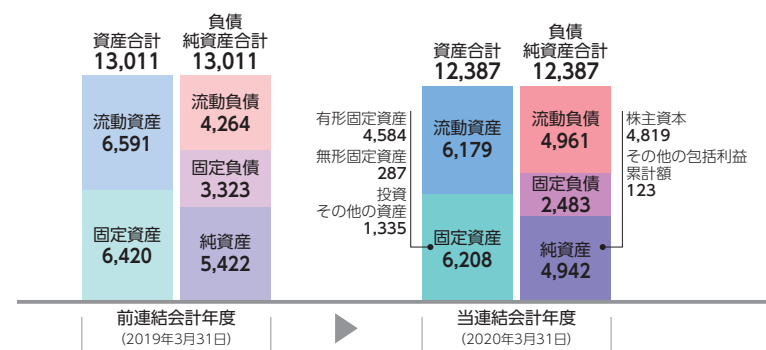 資産合計
13,011
負債
純資産合計
13,011
流動資産
6,591
固定資産
6,420
流動負債
4,264
固定負債
3,323
純資産
5,422
前連結会計年度
(2019年3月31日)
有形固定資産
4,584
無形固定資産
287
投資
その他の資産
1,335
資産合計
12,387
負債
純資産合計
12,387
流動資産
6,179
固定資産
6,208
流動負債
4,961
固定負債
2,483
純資産
4,942
株主資本
4,819
その他の包括利益
累計額
123
当連結会計年度
(2020年3月31日)